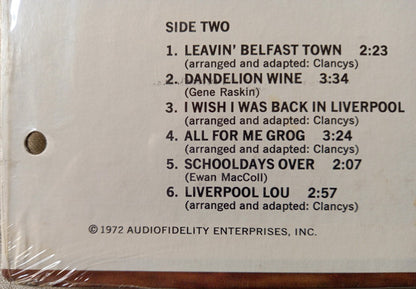 SIDE TWO
1. LEAVIN' BELFAST TOWN 2:23
(arranged and adapted: Clancys)
2. DANDELION WINE 3:34
(Gene Raskin)
3. I WISH I WAS BACK IN LIVERPOOL
(arranged and adapted: Clancys)
4. ALL FOR ME GROG 3:24
(arranged and adapted: Clancys)
5. SCHOOLDAYS OVER 2:07
(Ewan MacColl)
6. LIVERPOOL LOU 2:57
(arranged and adapted: Clancys)
© 1972 AUDIOFIDELITY ENTERPRISES, INC.